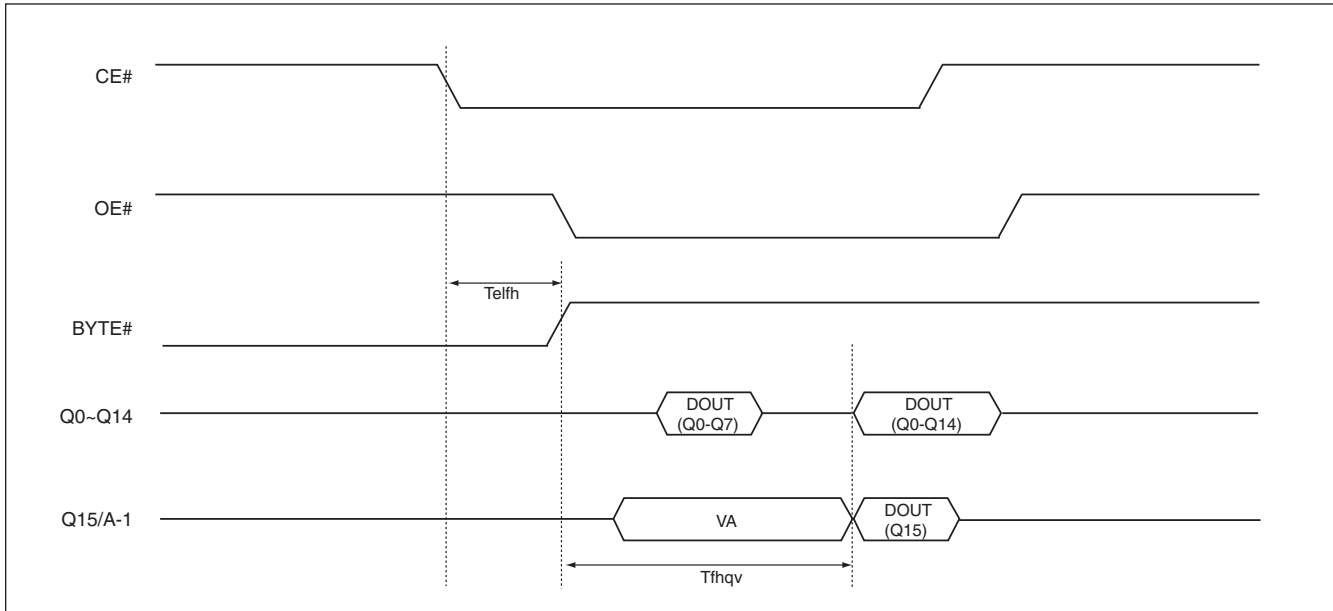 CE#
OE#
Telfh
BYTE#
Q0~Q14
DOUT
(Q0-Q7)
DOUT
(Q0-Q14)
Q15/A-1
VA
DOUT
(Q15)
Tfhqv